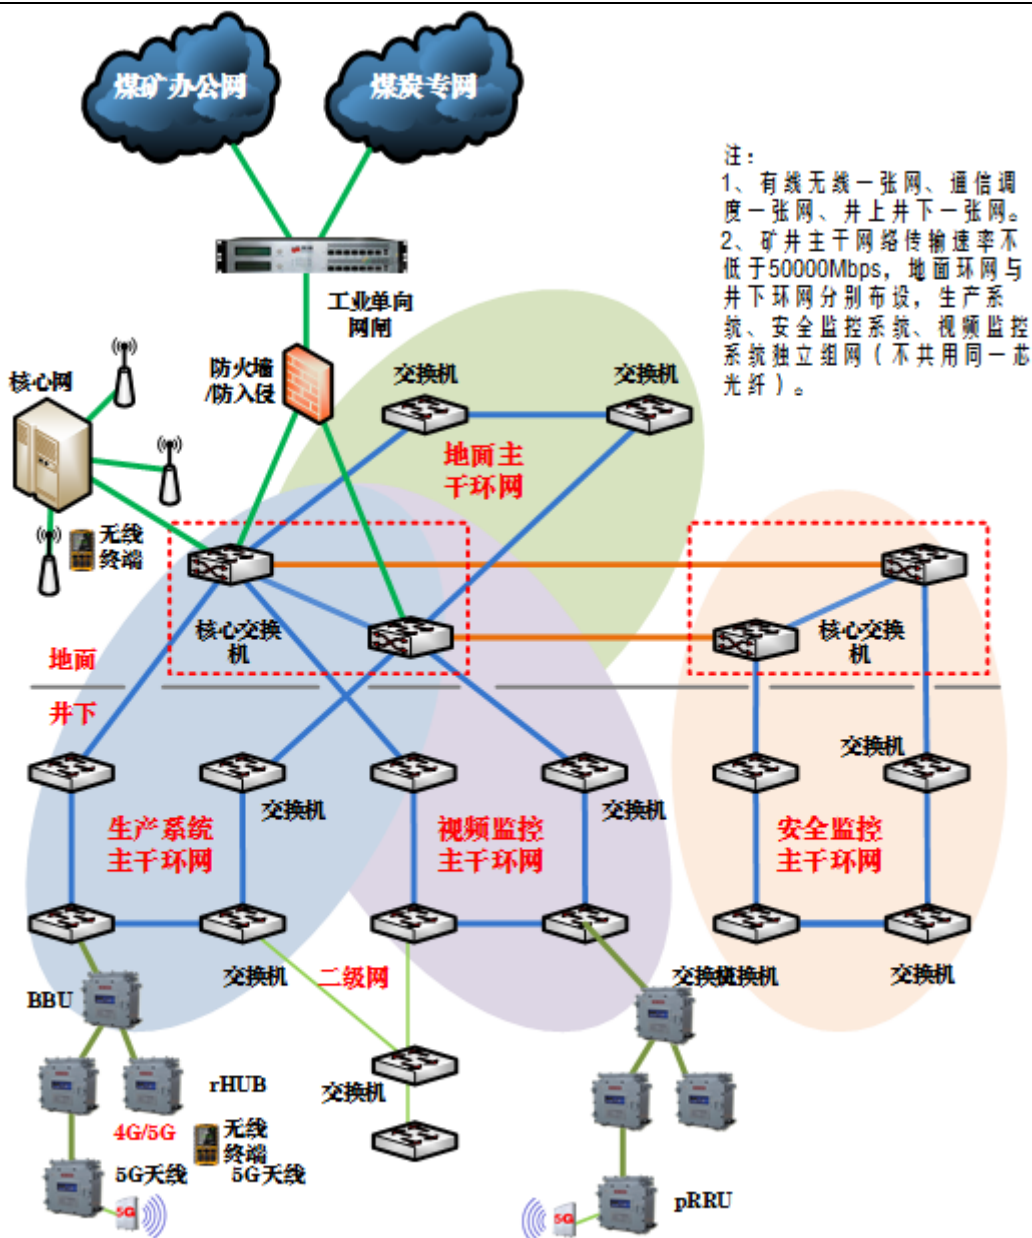 煤矿办公网
煤炭专网
注：
1、有线无线一张网、通信调
度一张网、井上井下一张网。
2、矿井主干网络传输速率不
低于50000Mbps，地面环网与
井下环网分别布设，生产系
统、安全监控系统、视频监控
系统独立组网（不共用同一芯
光纤）。
工业单向
网闸
防火墙
/防入侵
核心网
交换机
交换机
地面主
干环网
无线
终端
核心交换
机
核心交换
机
地面
井下
交换机
交换机
交换机
生产系统
主干环网
视频监控
主干环网
安全监控
主干环网
交换机
二级网
交换机
交换机
交换机
BBU
rHUB
交换机
4G/5G
无线
终端
5G天线
5G天线
5G
5G
pRRU